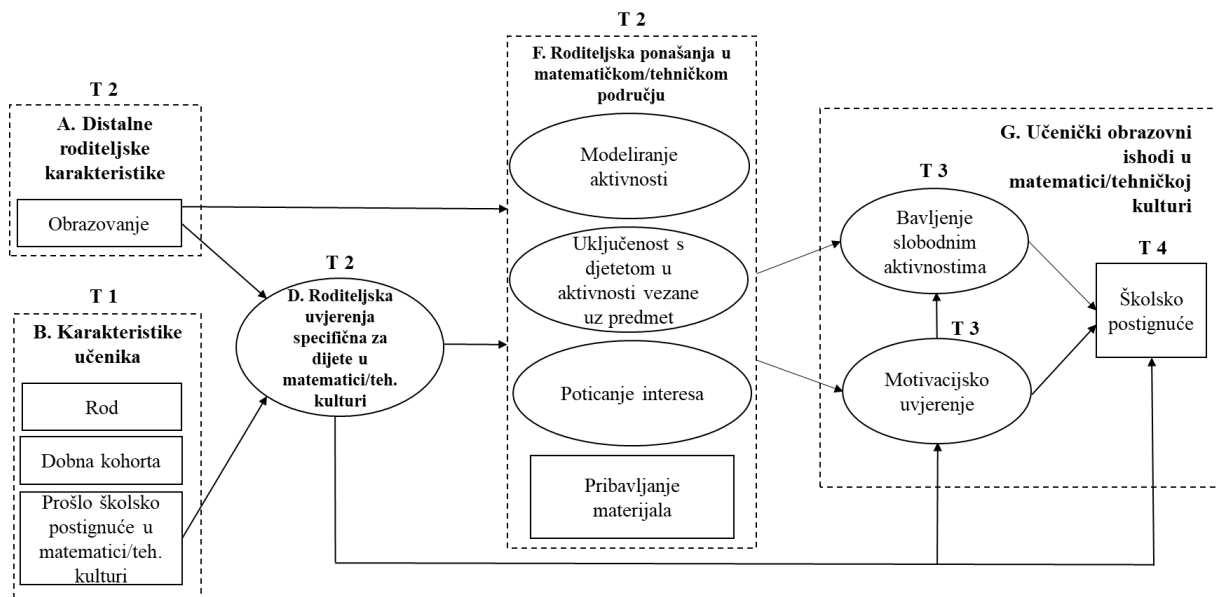 T 2
A. Distalne
roditeljske
karakteristike
Obrazovanje
T 1
B. Karakteristike
učenika
Rod
Dobna kohorta
Prošlo školsko
postignuće u
matematici/teh.
kulturi
T 2
D. Roditeljska
uvjerenja
specifična za
dijete u
matematici/teh.
kulturi
T 2
F. Roditeljska ponašanja u
matematičkom/tehničkom
području
Modeliranje
aktivnosti
Uključenost s
djetetom u
aktivnosti vezane
uz predmet
Poticanje interesa
Pribavljanje
materijala
G. Učenički obrazovni
ishodi u
matematici/tehničkoj
kulturi
T 3
Bavljenje
slobodnim
aktivnostima
T 3
Motivacijsko
uvjerenje
T 4
Školsko
postignuće